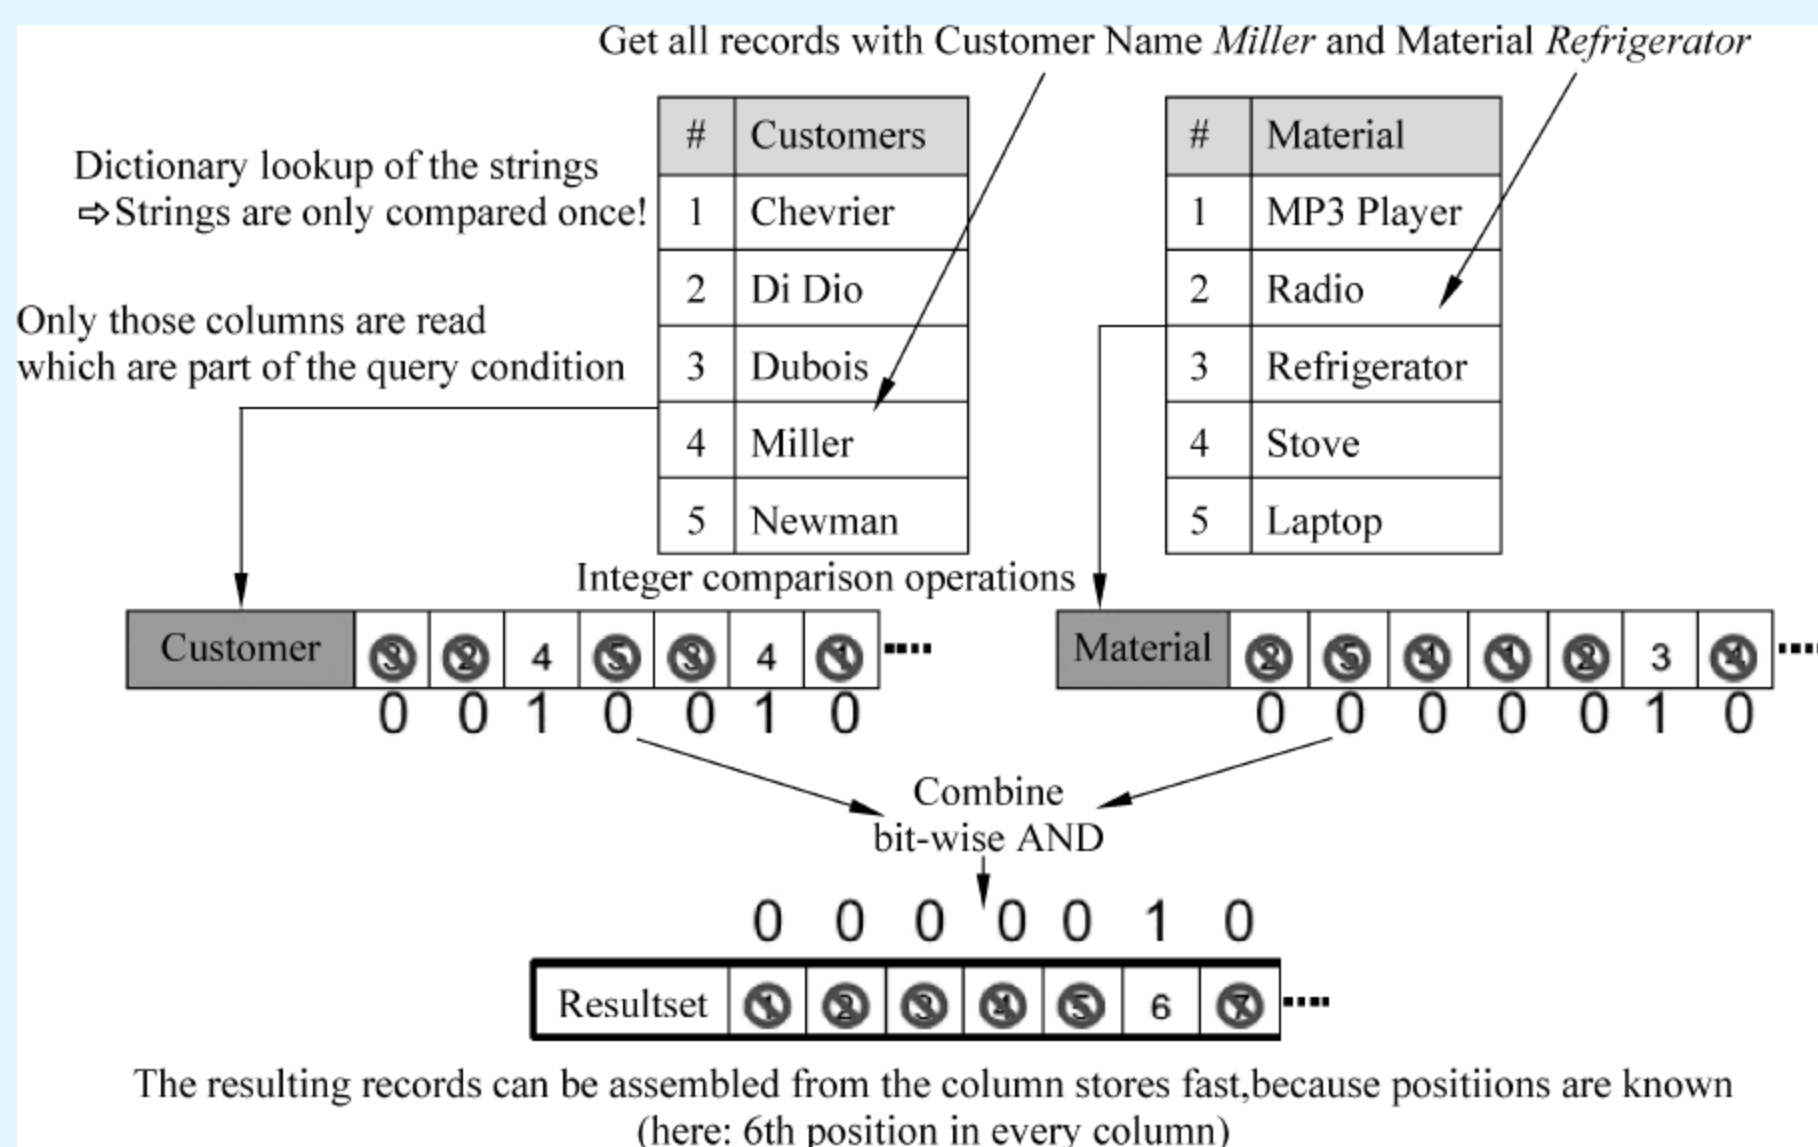 Get all records with Customer Name Miller and Material Refrigerator
Dictionary lookup of the strings
⇨Strings are only compared once!
Only those columns are read
which are part of the query condition
# Customers
1 Chevrier
2 Di Dio
3 Dubois
4 Miller
5 Newman
# Material
1 MP3 Player
2 Radio
3 Refrigerator
4 Stove
5 Laptop
Integer comparison operations
Customer 3 2 4 5 3 4 1 ....
0 0 1 0 0 1 0
Material 2 5 4 1 2 3 4 ....
0 0 0 0 0 1 0
Combine
bit-wise AND
0 0 0 0 0 1 0
Resultset 1 2 3 4 5 6 7 ....
The resulting records can be assembled from the column stores fast,because positiions are known
(here: 6th position in every column)